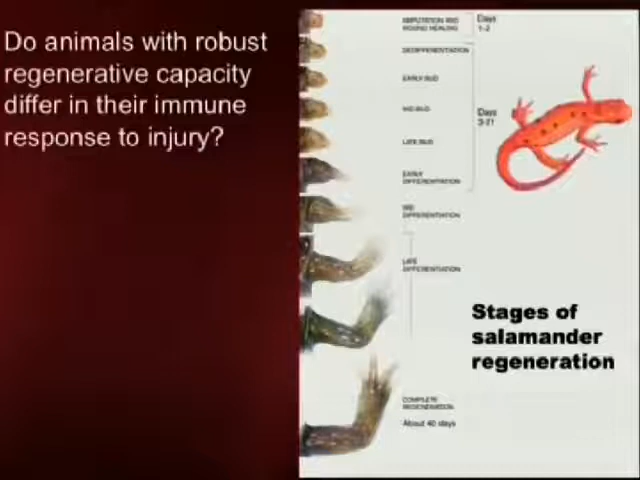 Do animals with robust
regenerative capacity
differ in their immune
response to injury?
AMPUTATION AND
WOUND HEALING
Days
1-2
DEDIFFERENTIATION
EARLY BUD
MID BUD
Days
LATE BUD
EARLY
DIFFERENTIATION
MID
DIFFERENTIATION
LATE
DIFFERENTIATION
Stages of
salamander
regeneration
COMPLETE
REGENERATION
About 40 days